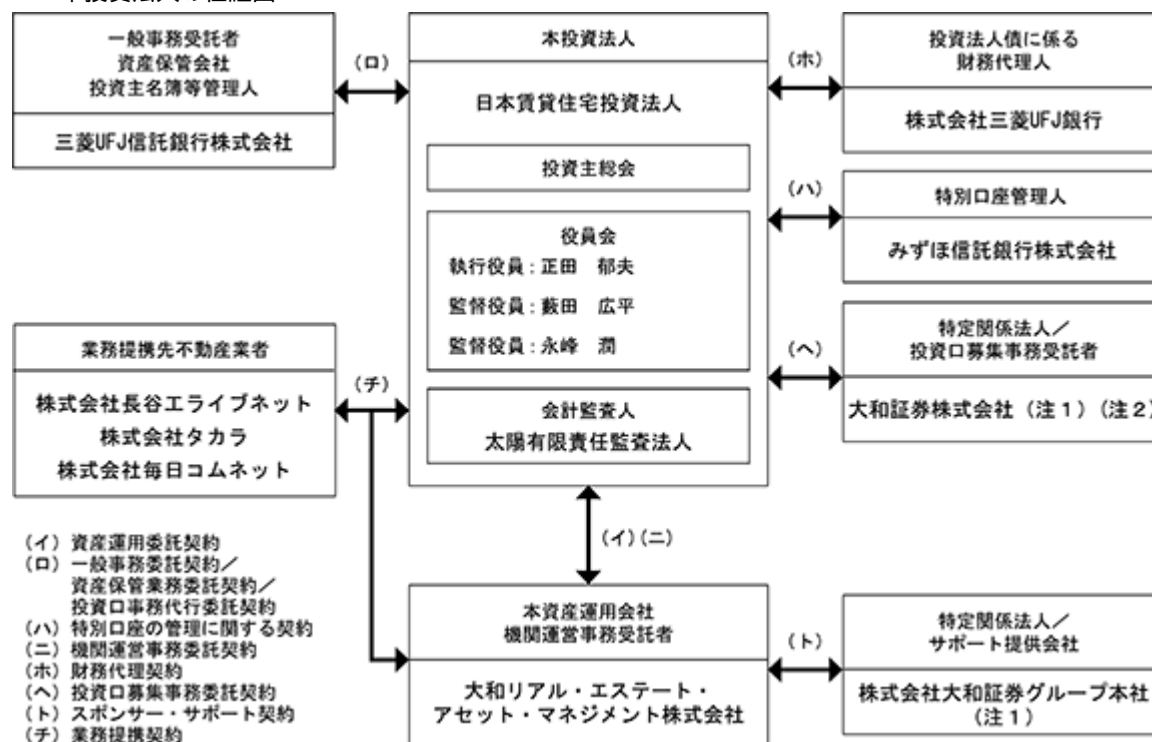 一般事務受託者
資産保管会社
投資主名簿等管理人
三菱UFJ信託銀行株式会社
(ロ)
本投資法人
日本賃貸住宅投資法人
投資主総会
役員会
執行役員：正田 郁夫
監督役員：藪田 広平
監督役員：永峰 潤
会計監査人
太陽有限責任監査法人
(ホ)
投資法人債に係る
財務代理人
株式会社三菱UFJ銀行
(ハ)
特別口座管理人
みずほ信託銀行株式会社
(ヘ)
特定関係法人／
投資口募集事務受託者
大和証券株式会社（注１）（注２）
業務提携先不動産業者
株式会社長谷工ライブネット
株式会社タカラ
株式会社毎日コムネット
(チ)
(イ)(ニ)
本資産運用会社
機関運営事務受託者
大和リアル・エステート・
アセット・マネジメント株式会社
(ト)
特定関係法人／
サポート提供会社
株式会社大和証券グループ本社
（注１）
(イ) 資産運用委託契約
(ロ) 一般事務委託契約／
資産保管業務委託契約／
投資口事務代行委託契約
(ハ) 特別口座の管理に関する契約
(ニ) 機関運営事務委託契約
(ホ) 財務代理契約
(ヘ) 投資口募集事務委託契約
(ト) スポンサー・サポート契約
(チ) 業務提携契約